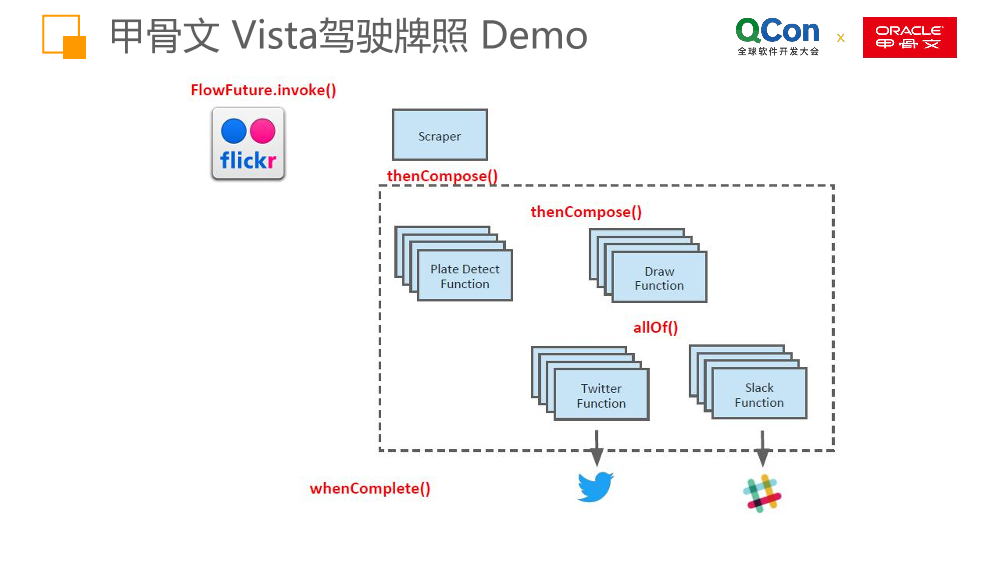 甲骨文 Vista驾驶牌照 Demo
QCon
全球软件开发大会
x
ORACLE®
甲骨文
FlowFuture.invoke()
flickr
Scraper
thenCompose()
thenCompose()
Plate Detect
Function
Draw
Function
allOf()
Twitter
Function
Slack
Function
whenComplete()